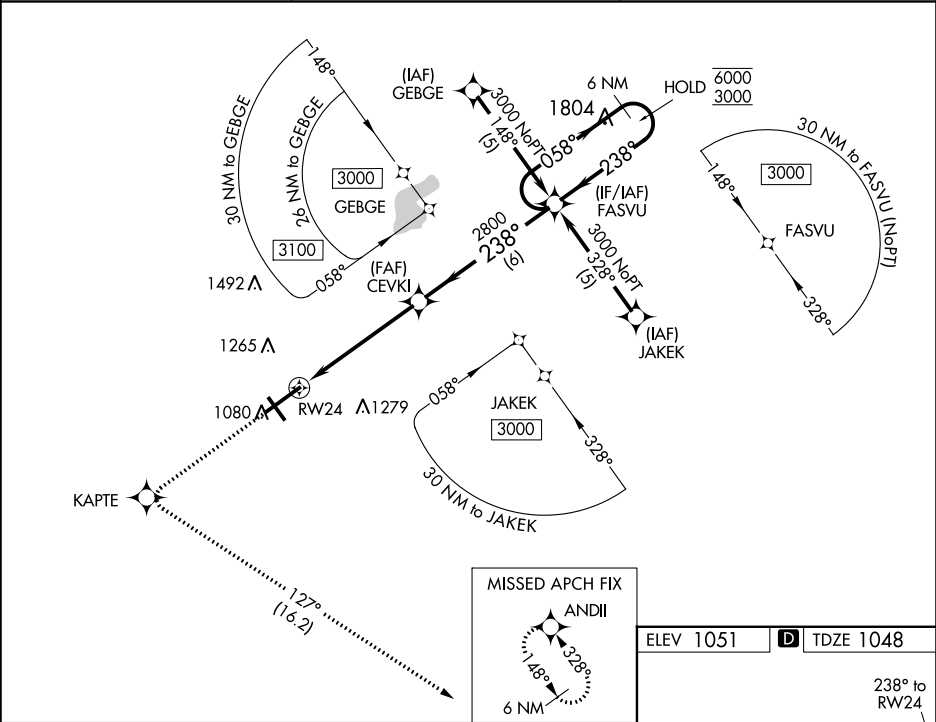 148°
30 NM to GEBGE
26 NM to GEBGE
3000
GEBGE
3100
058°
(IAF)
GEBGE
3000 NoPT
148°
(5)
6 NM
1804
HOLD
6000
3000
058°
238°
(IF/IAF)
FASVU
30 NM to FASVU (NoPT)
148°
3000
FASVU
328°
2800
238°
(6)
3000 NoPT
328°
(5)
(IAF)
JAKEK
(FAF)
CEVKI
1492
1265
1080
RW24
1279
058°
JAKEK
3000
328°
30 NM to JAKEK
KAPTE
127°
(16.2)
MISSED APCH FIX
ANDII
148°
328°
6 NM
ELEV 1051
D
TDZE 1048
238° to
RW24